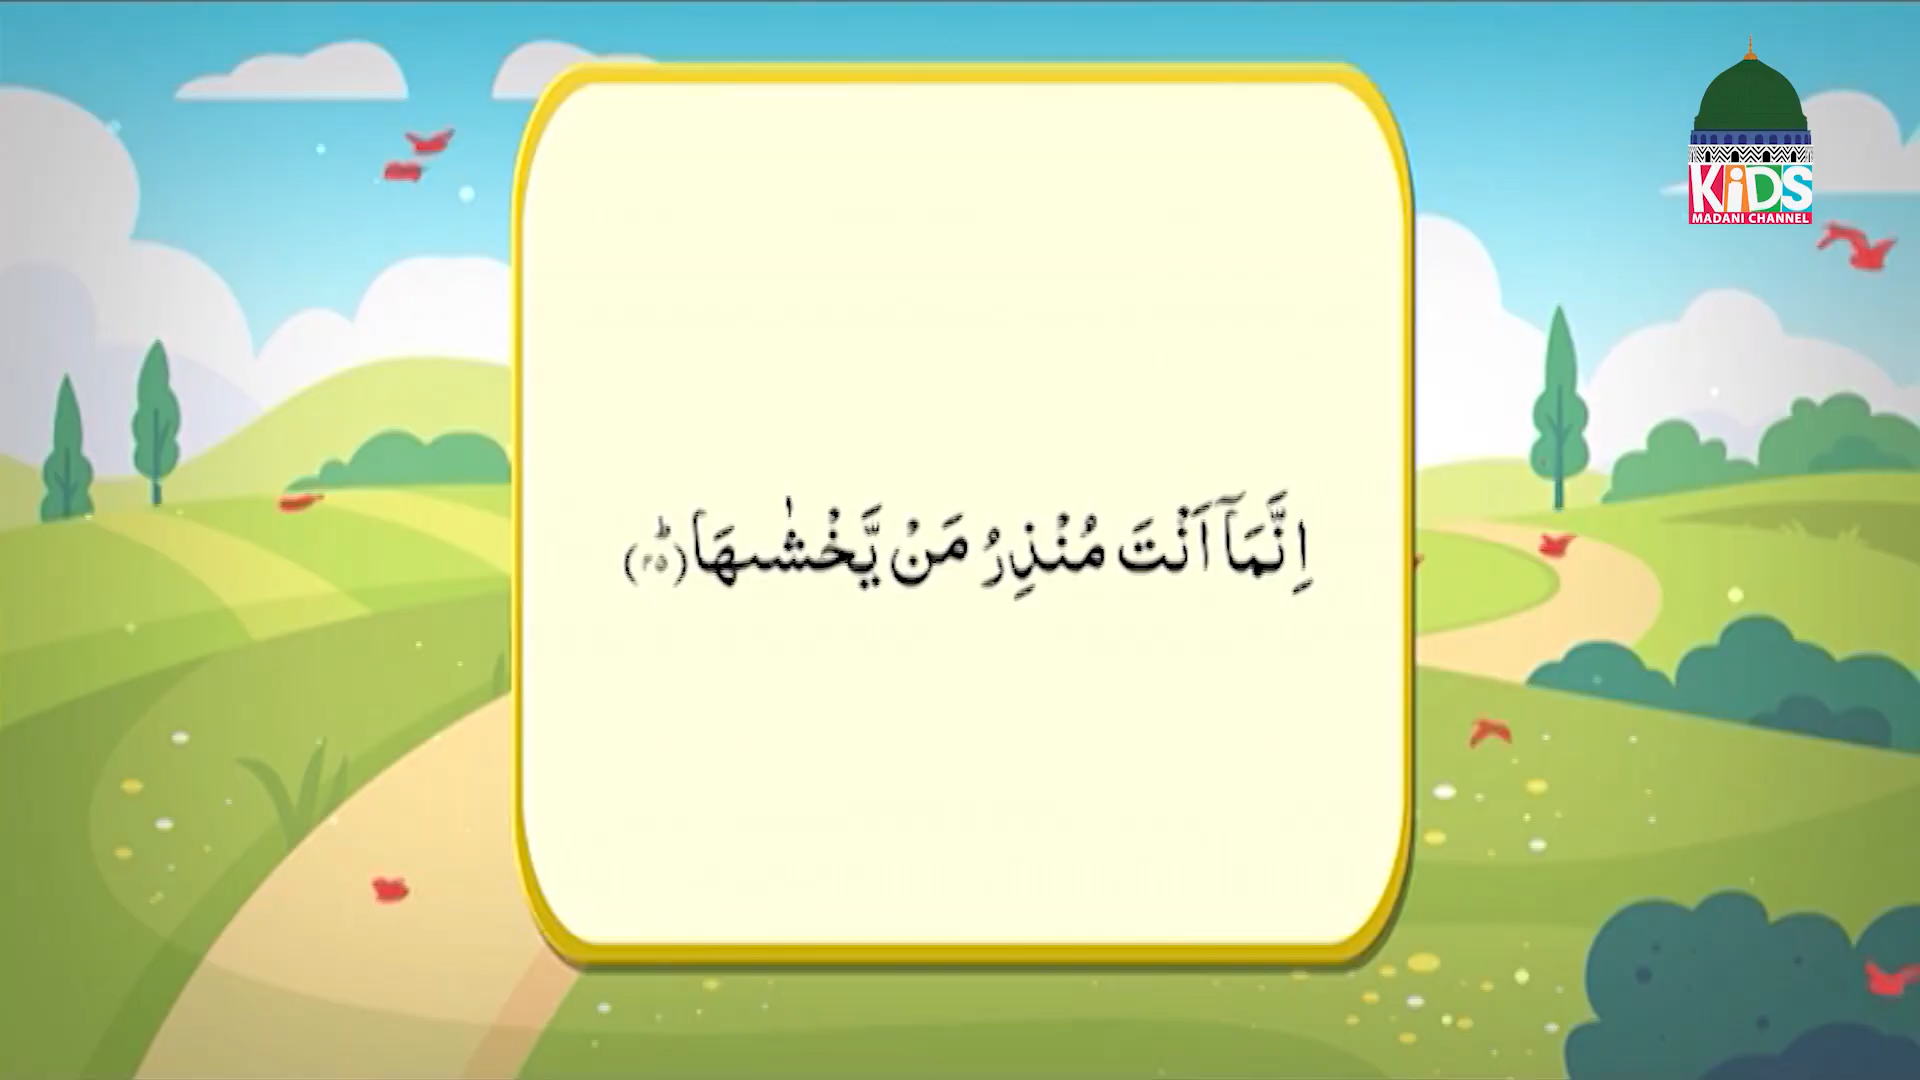 اِنَّمَاۤ اَنْتَ مُنْذِرُ مَنْ یَّخْشٰىهَاؕ(۴۵)
KiDS
MADANI CHANNEL